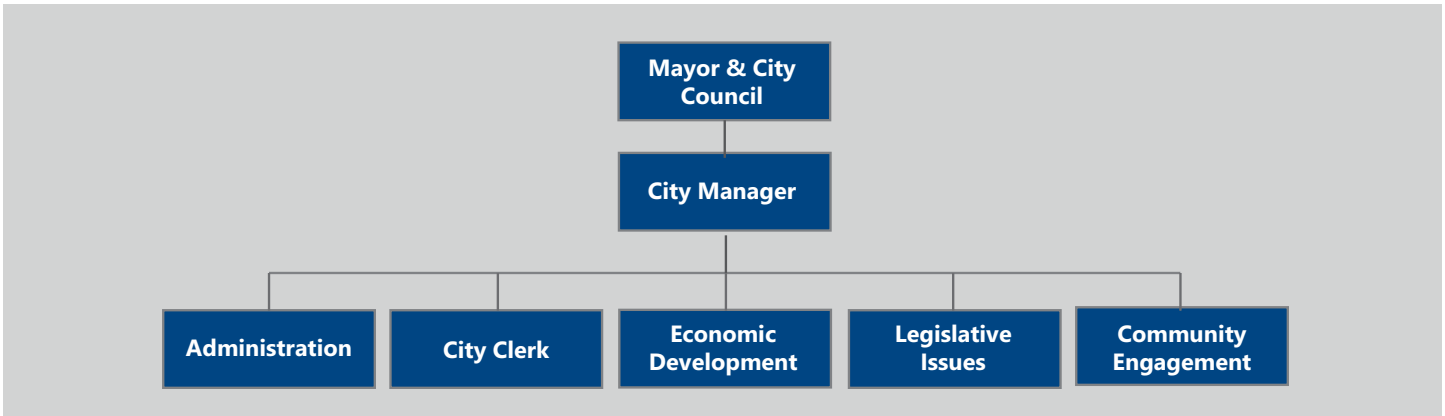 Mayor & City
Council
City Manager
Administration
City Clerk
Economic
Development
Legislative
Issues
Community
Engagement